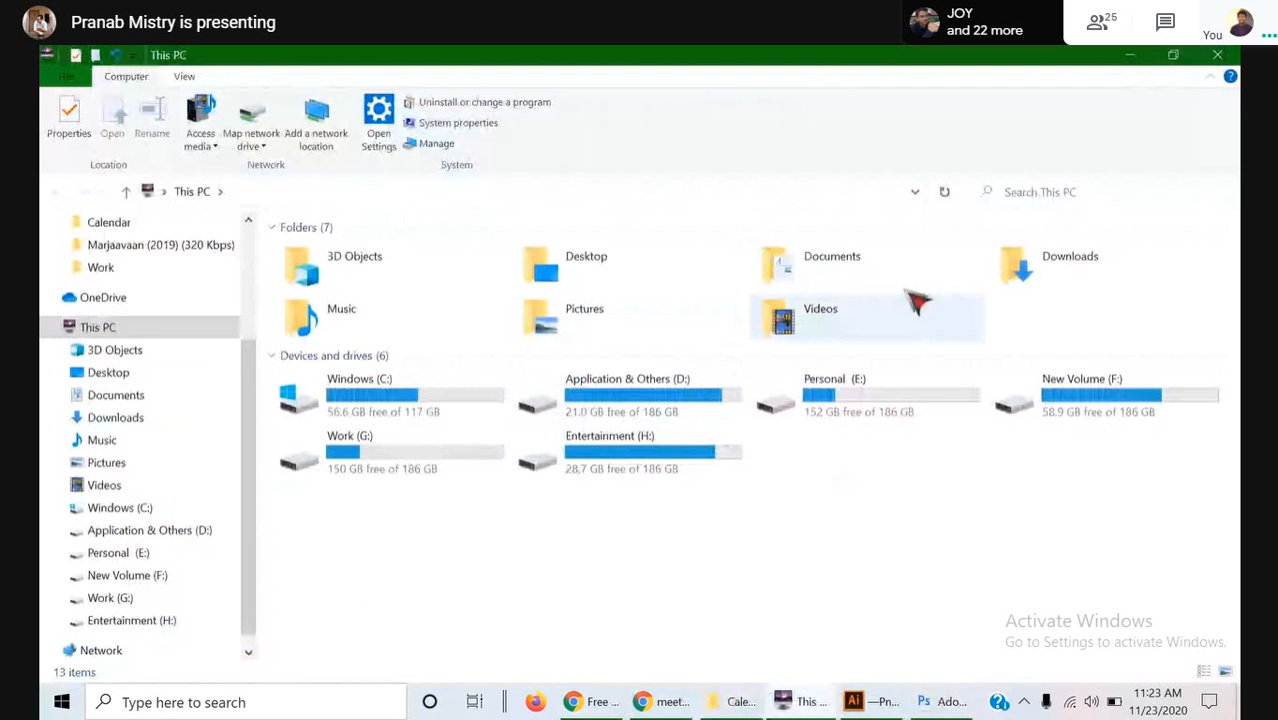 Pranab Mistry is presenting
JOY
and 22 more
25
You
This PC
File Computer View
Properties Open Rename Access media Map network drive Add a network location Open Settings
Uninstall or change a program
System properties
Manage
Location Network System
This PC
Search This PC
Calendar
Marjaavaan (2019) (320 Kbps)
Work
OneDrive
This PC
3D Objects
Desktop
Documents
Downloads
Music
Pictures
Videos
Windows (C:)
Application & Others (D:)
Personal (E:)
New Volume (F:)
Work (G:)
Entertainment (H:)
Network
Folders (7)
3D Objects Desktop Documents Downloads
Music Pictures Videos
Devices and drives (6)
Windows (C:) Application & Others (D:) Personal (E:) New Volume (F:)
56.6 GB free of 117 GB 21.0 GB free of 186 GB 152 GB free of 186 GB 58.9 GB free of 186 GB
Work (G:) Entertainment (H:)
150 GB free of 186 GB 28.7 GB free of 186 GB
Activate Windows
Go to Settings to activate Windows.
13 items
Type here to search
Free ... meet... Cale... This ... Ai —Pn... Ps Ado...
11:23 AM
11/23/2020